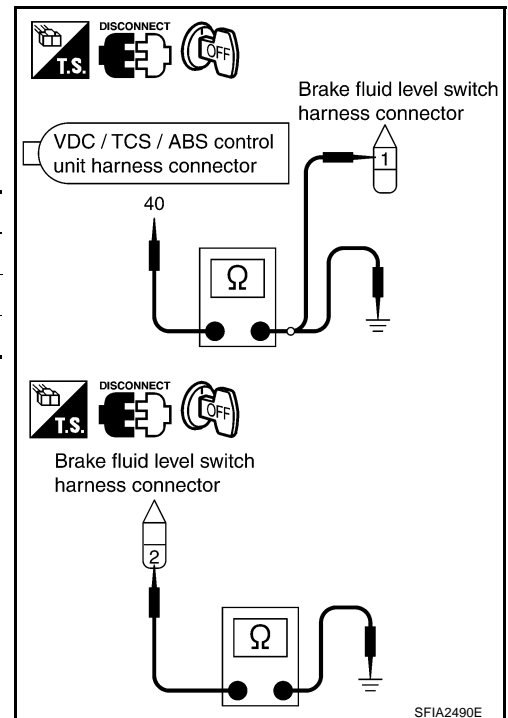 DISCONNECT
T.S.
OFF
Brake fluid level switch
harness connector
1
VDC / TCS / ABS control
unit harness connector
40
Ω
DISCONNECT
T.S.
OFF
Brake fluid level switch
harness connector
2
Ω
SFIA2490E